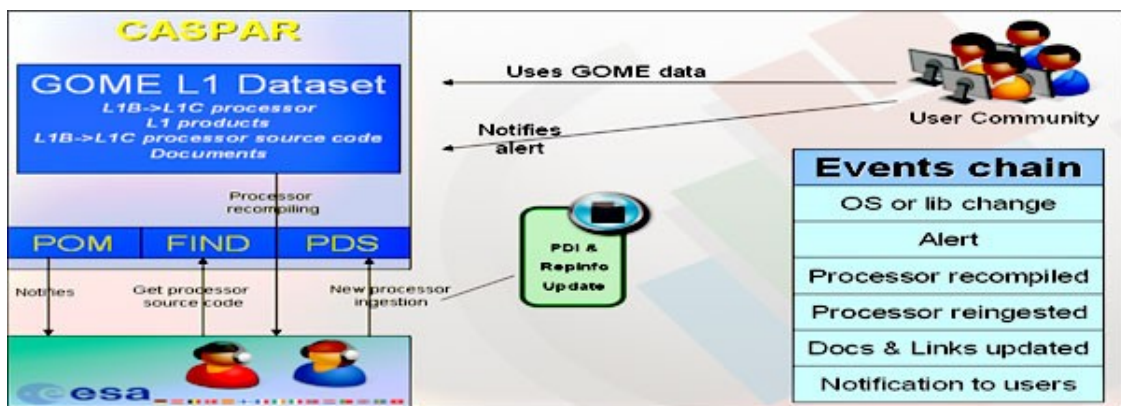 CASPAR
GOME L1 Dataset
L1B->L1C processor
L1 products
L1B->L1C processor source code
Documents
Processor
recompiling
POM
FIND
PDS
Notifies
Get processor
source code
New processor
ingestion
esa
Uses GOME data
Notifies
alert
PDI &
RepInfo
Update
User Community
Events chain
OS or lib change
Alert
Processor recompiled
Processor reingested
Docs & Links updated
Notification to users